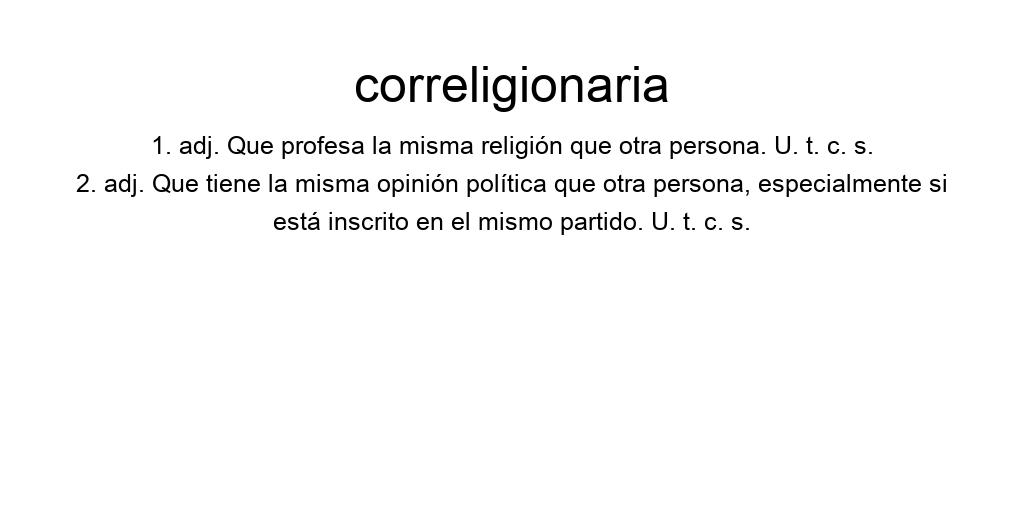 correligionaria
1. adj. Que profesa la misma religión que otra persona. U. t. c. s.
2. adj. Que tiene la misma opinión política que otra persona, especialmente si
está inscrito en el mismo partido. U. t. c. s.